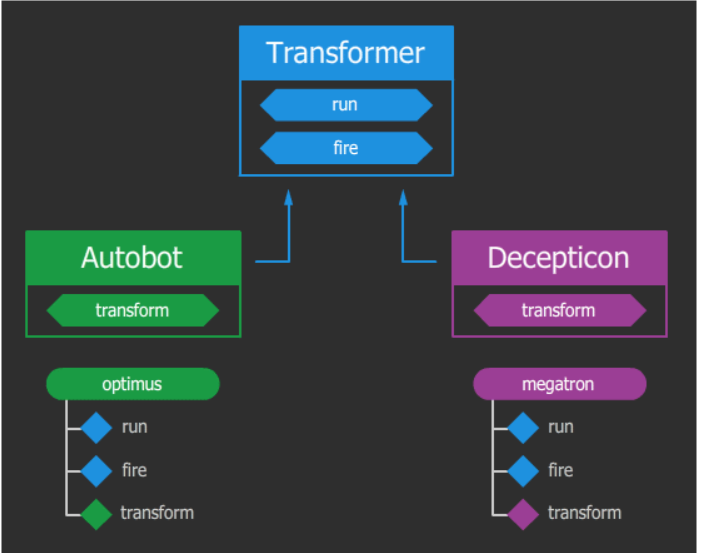 Transformer
run
fire
Autobot
transform
Decepticon
transform
optimus
run
fire
transform
megatron
run
fire
transform